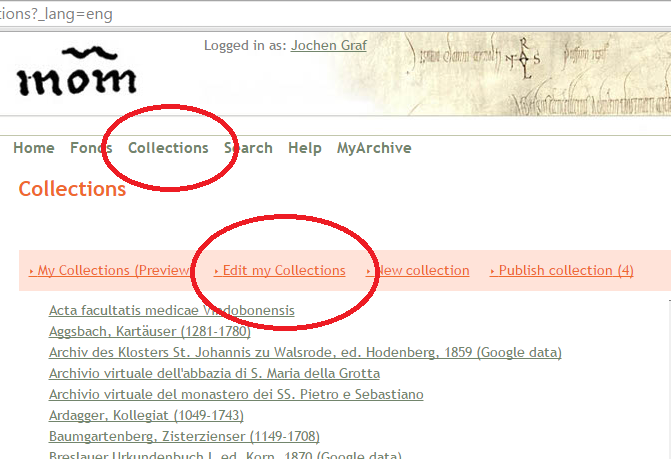 tions?_lang=eng
Logged in as: Jochen Graf
mom
Home Fonds Collections Search Help MyArchive
Collections
My Collections (Preview Edit my Collections New collection Publish collection (4)
Acta facultatis medicae Vindobonensis
Aggsbach, Kartäuser (1281-1780)
Archiv des Klosters St. Johannis zu Walsrode, ed. Hodenberg, 1859 (Google data)
Archivio virtuale dell'abbazia di S. Maria della Grotta
Archivio virtuale del monastero dei SS. Pietro e Sebastiano
Ardagger, Kollegiat (1049-1743)
Baumgartenberg, Zisterzienser (1149-1708)
Breslauer Urkundenbuch I, ed. Korn, 1870 (Google data)